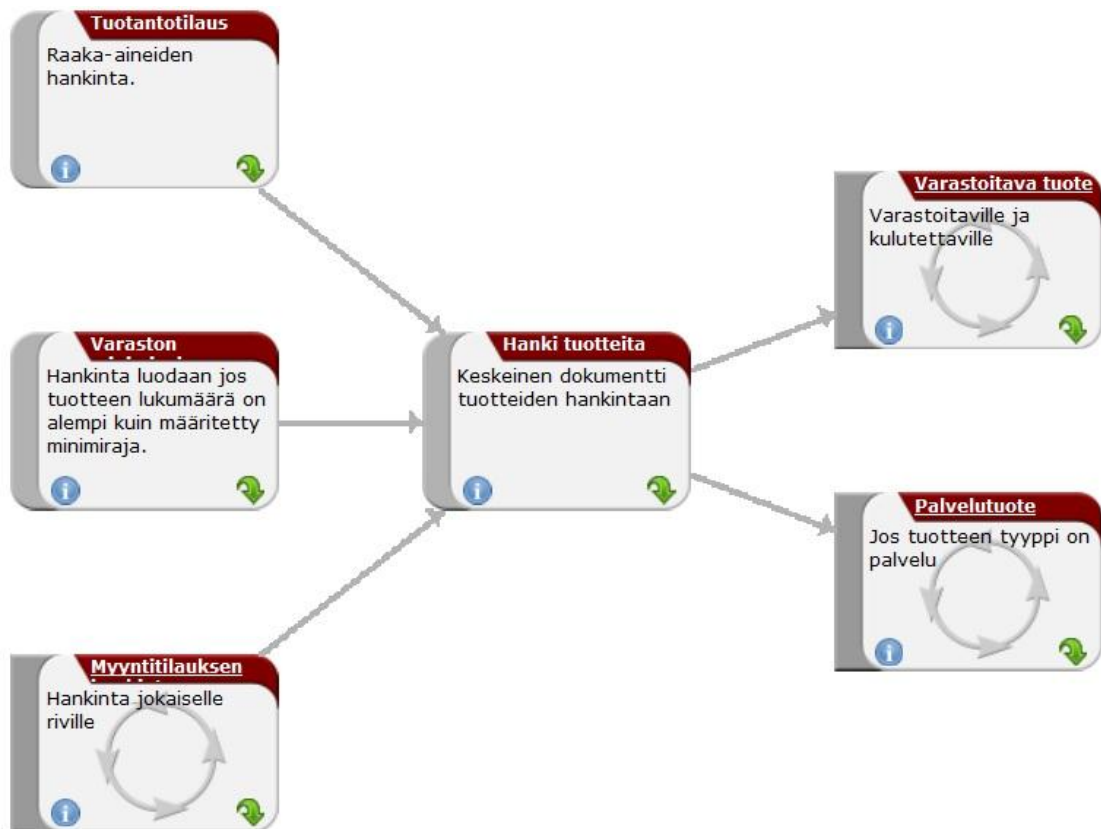 Tuotantotilaus
Raaka-aineiden
hankinta.
Varaston
Hankinta luodaan jos
tuotteen lukumäärä on
alempi kuin määritetty
minimiraja.
Myyntitilauksen
Hankinta jokaiselle
riville
Hanki tuotteita
Keskeinen dokumentti
tuotteiden hankintaan
Varastoitava tuote
Varastoitaville ja
kulutettaville
Palvelutuote
Jos tuotteen tyyppi on
palvelu